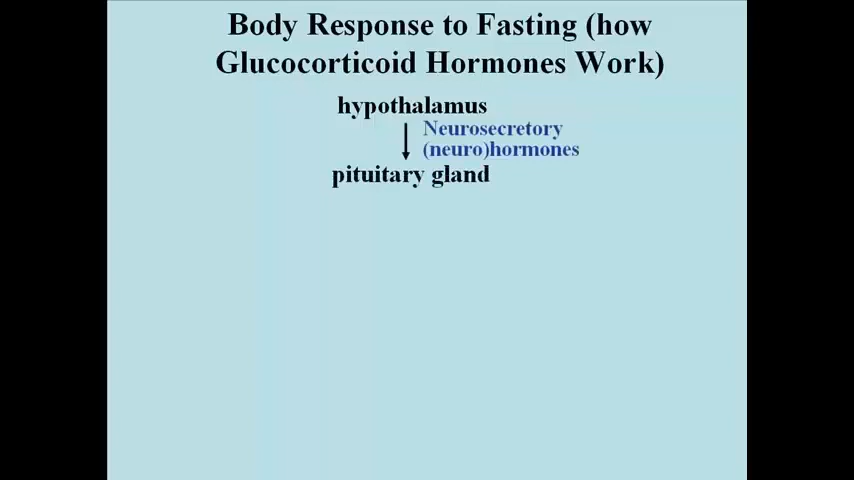 Body Response to Fasting (how
Glucocorticoid Hormones Work)
hypothalamus
Neurosecretory
(neuro)hormones
pituitary gland